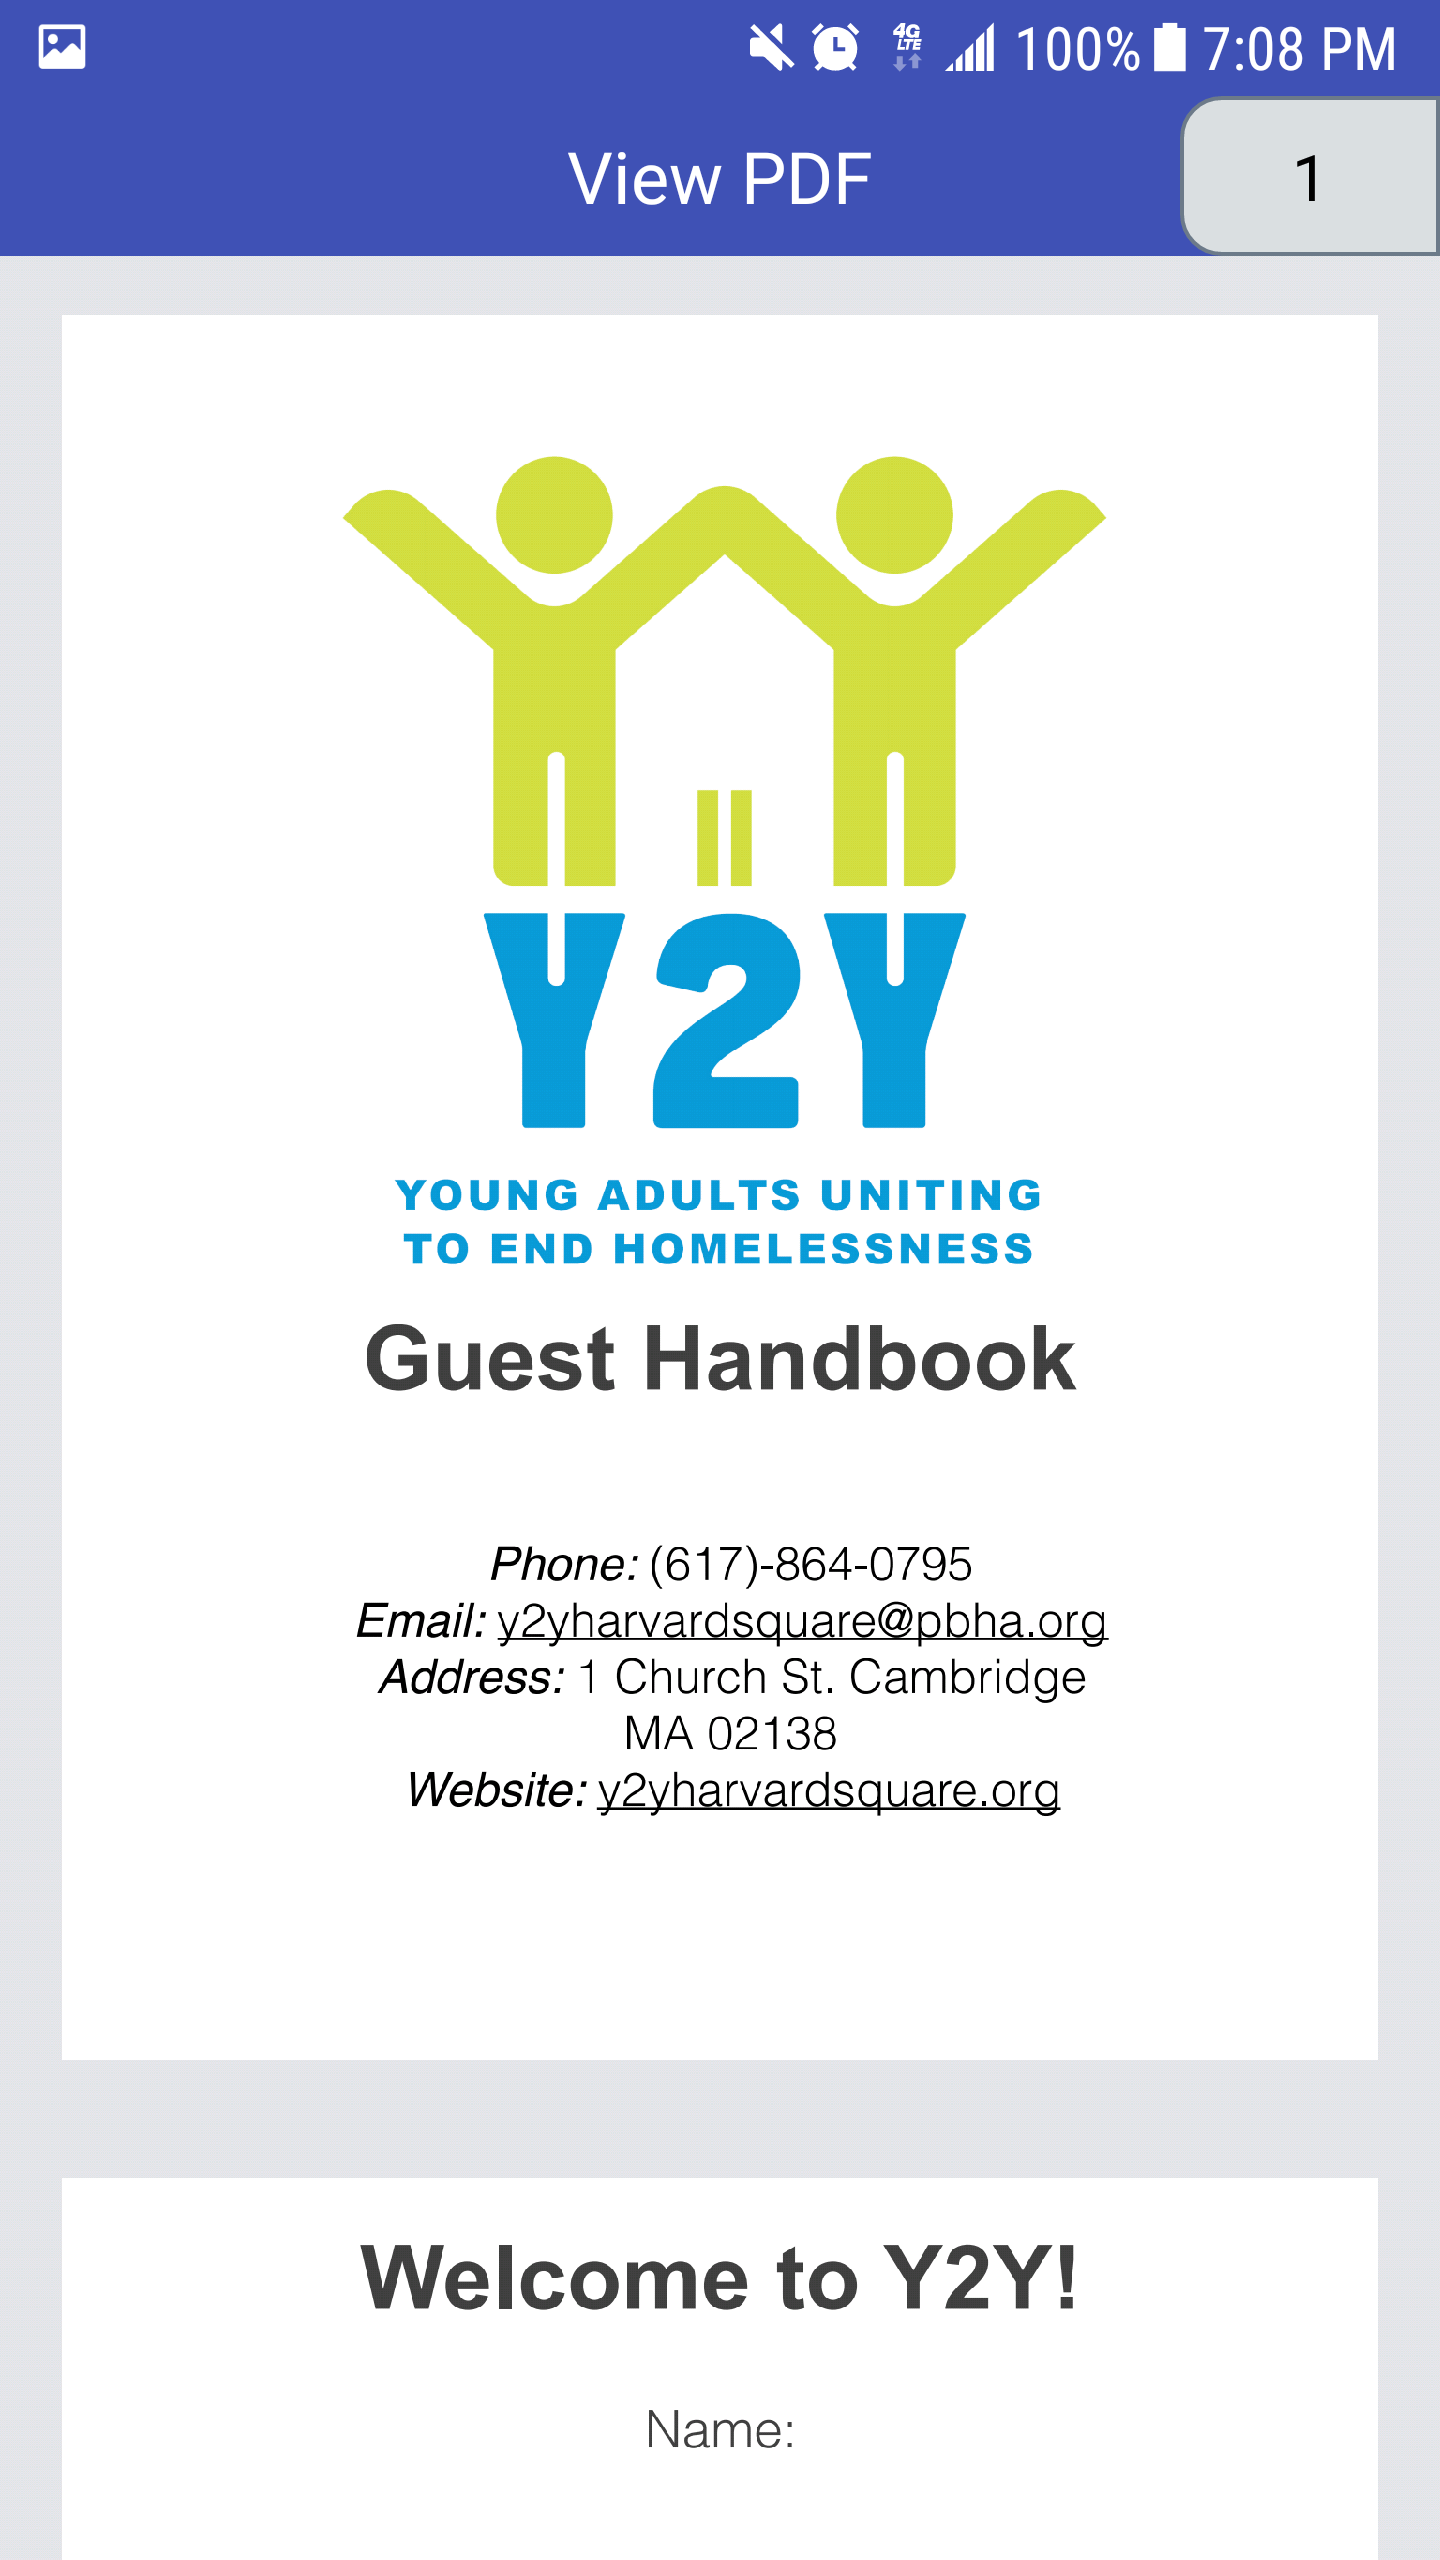 4G
LTE
100%
7:08 PM
View PDF
1
Y2Y
YOUNG ADULTS UNITING
TO END HOMELESSNESS
Guest Handbook
Phone: (617)-864-0795
Email: y2yharvardsquare@pbha.org
Address: 1 Church St. Cambridge
MA 02138
Website: y2yharvardsquare.org
Welcome to Y2Y!
Name: